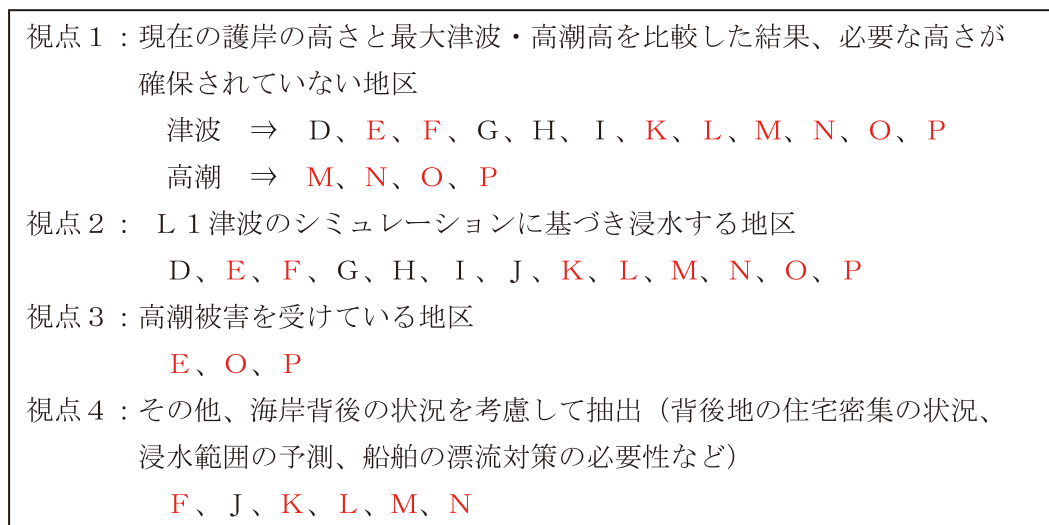 視点１：現在の護岸の高さと最大津波・高潮高を比較した結果、必要な高さが
確保されていない地区
津波　⇒　Ｄ、Ｅ、Ｆ、Ｇ、Ｈ、Ｉ、Ｋ、Ｌ、Ｍ、Ｎ、Ｏ、Ｐ
高潮　⇒　Ｍ、Ｎ、Ｏ、Ｐ
視点２：　Ｌ１津波のシミュレーションに基づき浸水する地区
Ｄ、Ｅ、Ｆ、Ｇ、Ｈ、Ｉ、Ｊ、Ｋ、Ｌ、Ｍ、Ｎ、Ｏ、Ｐ
視点３：高潮被害を受けている地区
Ｅ、Ｏ、Ｐ
視点４：その他、海岸背後の状況を考慮して抽出（背後地の住宅密集の状況、
浸水範囲の予測、船舶の漂流対策の必要性など）
Ｆ、Ｊ、Ｋ、Ｌ、Ｍ、Ｎ